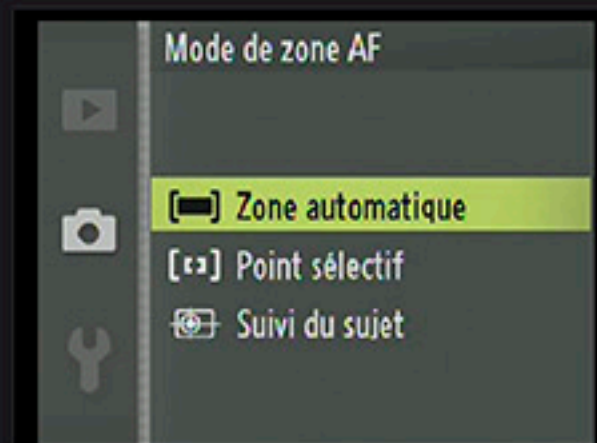 Mode de zone AF
Zone automatique
Point sélectif
Suivi du sujet